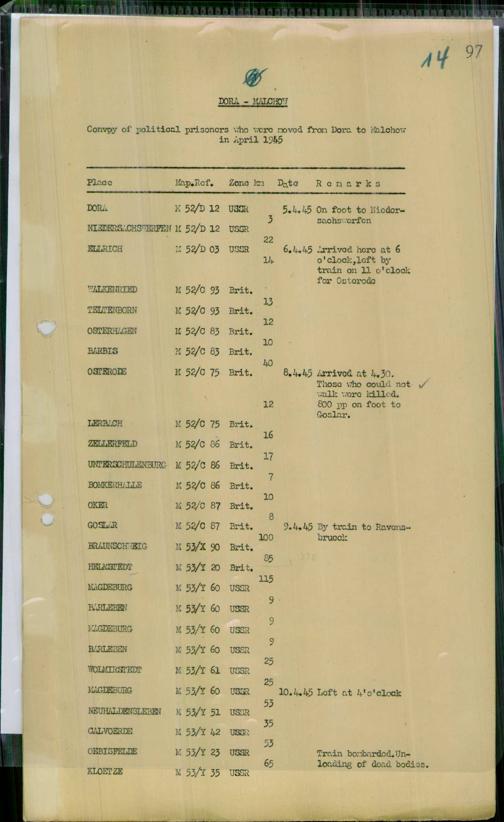 14 97
DORA - MALCHOW
Convpy of political prisoners who were moved from Dora to Malchow
in April 1945
Place Map.Ref. Zone km Date Remarks
DORA M 52/D 12 USSR 5.4.45 On foot to Nieder-
3 sachswerfen
NIEDERSACHSWERFEN M 52/D 12 USSR
22
ELLRICH M 52/D 03 USSR 6.4.45 Arrived here at 6
14 o'clock,left by
train on 11 o'clock
for Osterode
WALKENRIED M 52/C 93 Brit.
13
TELTENBORN M 52/C 93 Brit.
12
OSTERHAGEN M 52/C 83 Brit.
10
BARBIS M 52/C 83 Brit.
40
OSTERODE M 52/C 75 Brit. 8.4.45 Arrived at 4.30.
Those who could not
walk were killed.
12 800 pp on foot to
Goslar.
LERBACH M 52/C 75 Brit.
16
ZELLERFELD M 52/C 86 Brit.
17
UNTERSCHULENBURG M 52/C 86 Brit.
7
ROMKERHALLE M 52/C 86 Brit.
10
OKER M 52/C 87 Brit.
8
GOSLAR M 52/C 87 Brit. 9.4.45 By train to Ravens-
100 brueck
BRAUNSCHWEIG M 53/X 90 Brit.
85
HELMSTEDT M 53/Y 20 Brit.
115
MAGDEBURG M 53/Y 60 USSR
9
BARLEBEN M 53/Y 60 USSR
9
MAGDEBURG M 53/Y 60 USSR
9
BARLEBEN M 53/Y 60 USSR
25
WOLMIRSTEDT M 53/Y 61 USSR
25
MAGDEBURG M 53/Y 60 USSR 10.4.45 Left at 4'o'clock
53
NEUHALDENSLEBEN M 53/Y 51 USSR
35
CALVOERDE M 53/Y 42 USSR
53
OEBISFELDE M 53/Y 23 USSR Train bombarded.Un-
65 loading of dead bodies.
KLOETZE M 53/Y 35 USSR